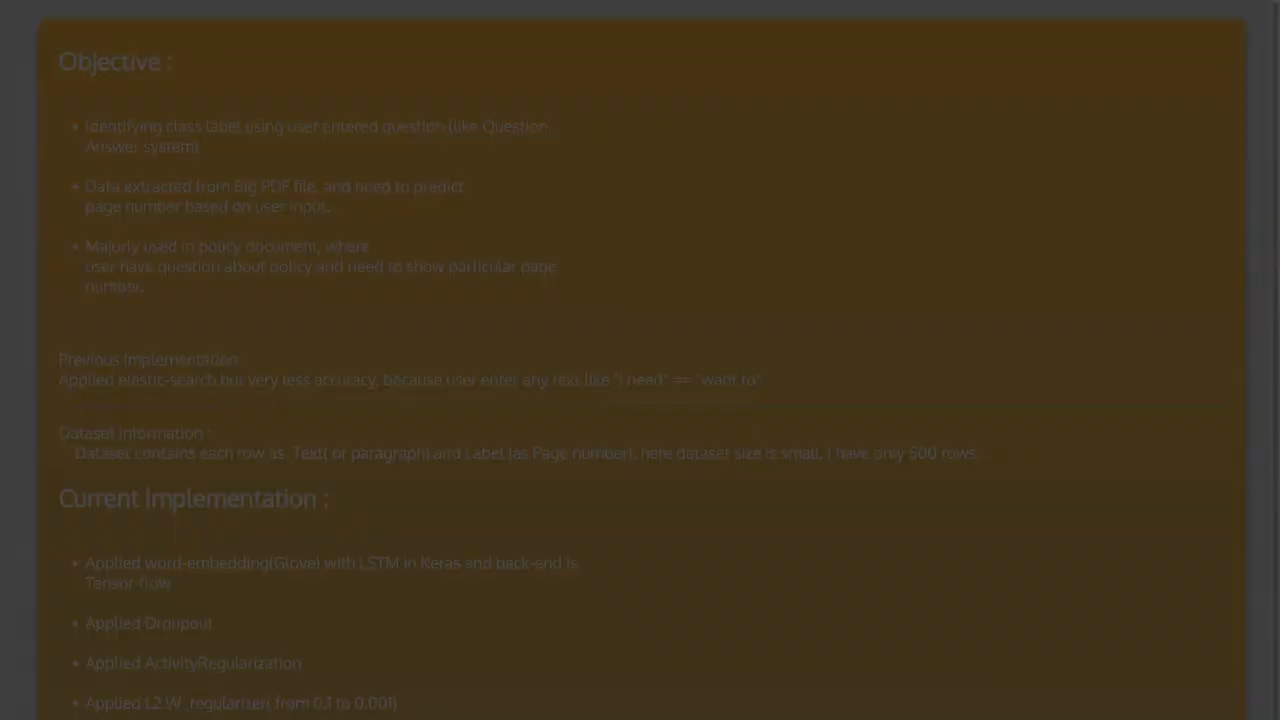 Objective :
• Identifying class label using user entered question (like Question
Answer system)
• Data extracted from Big PDF file, and need to predict
page number based on user input.
• Majorly used in policy document, where
user have question about policy and need to show particular page
number.
Previous Implementation
Applied elastic-search but very less accuracy, because user enter any text like "I need" == "want to"
Dataset information :
Dataset contains each row as Text( or paragraph) and Label (as Page number). here dataset size is small, I have only 500 rows.
Current Implementation :
• Applied word-embedding(Glove) with LSTM in Keras and back-end is
Tensor-flow
• Applied Droupout
• Applied ActivityRegularization
• Applied L2 W_regularizer( from 0.1 to 0.001)